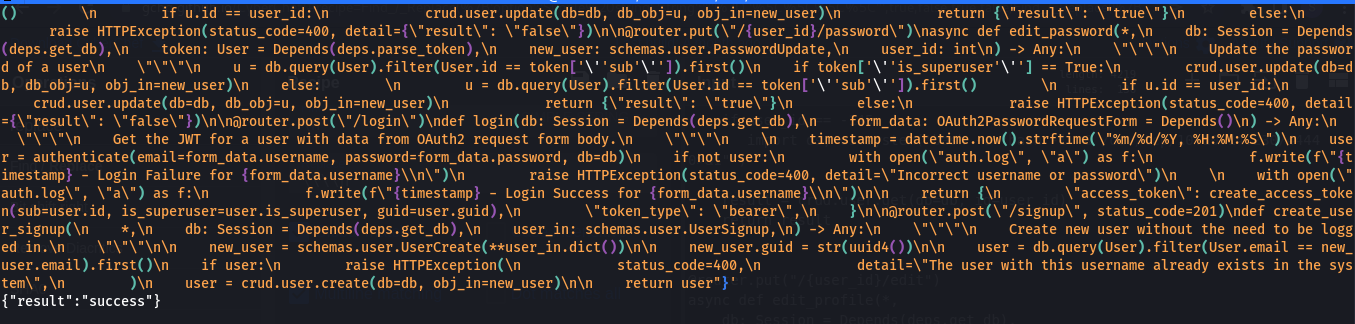 ()        \n        if u.id == user_id:\n            crud.user.update(db=db, db_obj=u, obj_in=new_user)\n            return {\"result\": \"true\"}\n        else:\n
      raise HTTPException(status_code=400, detail={\"result\": \"false\"})\n\n@router.put(\"/{user_id}/password\")\nasync def edit_password(*,\n    db: Session = Depends
(deps.get_db),\n    token: User = Depends(deps.parse_token),\n    new_user: schemas.user.PasswordUpdate,\n    user_id: int\n) -> Any:\n    \"\"\"\n    Update the passwor
d of a user\n    \"\"\"\n    u = db.query(User).filter(User.id == token['\''sub'\'']).first()\n    if token['\''is_superuser'\''] == True:\n        crud.user.update(db=d
b, db_obj=u, obj_in=new_user)\n    else:        \n        u = db.query(User).filter(User.id == token['\''sub'\'']).first()        \n        if u.id == user_id:\n
    crud.user.update(db=db, db_obj=u, obj_in=new_user)\n            return {\"result\": \"true\"}\n        else:\n            raise HTTPException(status_code=400, detail
={\"result\": \"false\"})\n\n@router.post(\"/login\")\ndef login(db: Session = Depends(deps.get_db),\n    form_data: OAuth2PasswordRequestForm = Depends()\n) -> Any:\n
  \"\"\"\n    Get the JWT for a user with data from OAuth2 request form body.\n    \"\"\"\n    \n    timestamp = datetime.now().strftime(\"%m/%d/%Y, %H:%M:%S\")\n    use
r = authenticate(email=form_data.username, password=form_data.password, db=db)\n    if not user:\n        with open(\"auth.log\", \"a\") as f:\n            f.write(f\"{t
imestamp} - Login Failure for {form_data.username}\\n\")\n        raise HTTPException(status_code=400, detail=\"Incorrect username or password\")\n    \n    with open(\"
auth.log\", \"a\") as f:\n            f.write(f\"{timestamp} - Login Success for {form_data.username}\\n\")\n\n    return {\n        \"access_token\": create_access_toke
n(sub=user.id, is_superuser=user.is_superuser, guid=user.guid),\n        \"token_type\": \"bearer\",\n    }\n\n@router.post(\"/signup\", status_code=201)\ndef create_use
r_signup(\n    *,\n    db: Session = Depends(deps.get_db),\n    user_in: schemas.user.UserSignup,\n) -> Any:\n    \"\"\"\n    Create new user without the need to be logg
ed in.\n    \"\"\"\n\n    new_user = schemas.user.UserCreate(**user_in.dict())\n\n    new_user.guid = str(uuid4())\n\n    user = db.query(User).filter(User.email == new_
user.email).first()\n    if user:\n        raise HTTPException(\n            status_code=400,\n            detail=\"The user with this username already exists in the sys
tem\",\n        )\n    user = crud.user.create(db=db, obj_in=new_user)\n\n    return user"}'
{"result":"success"}